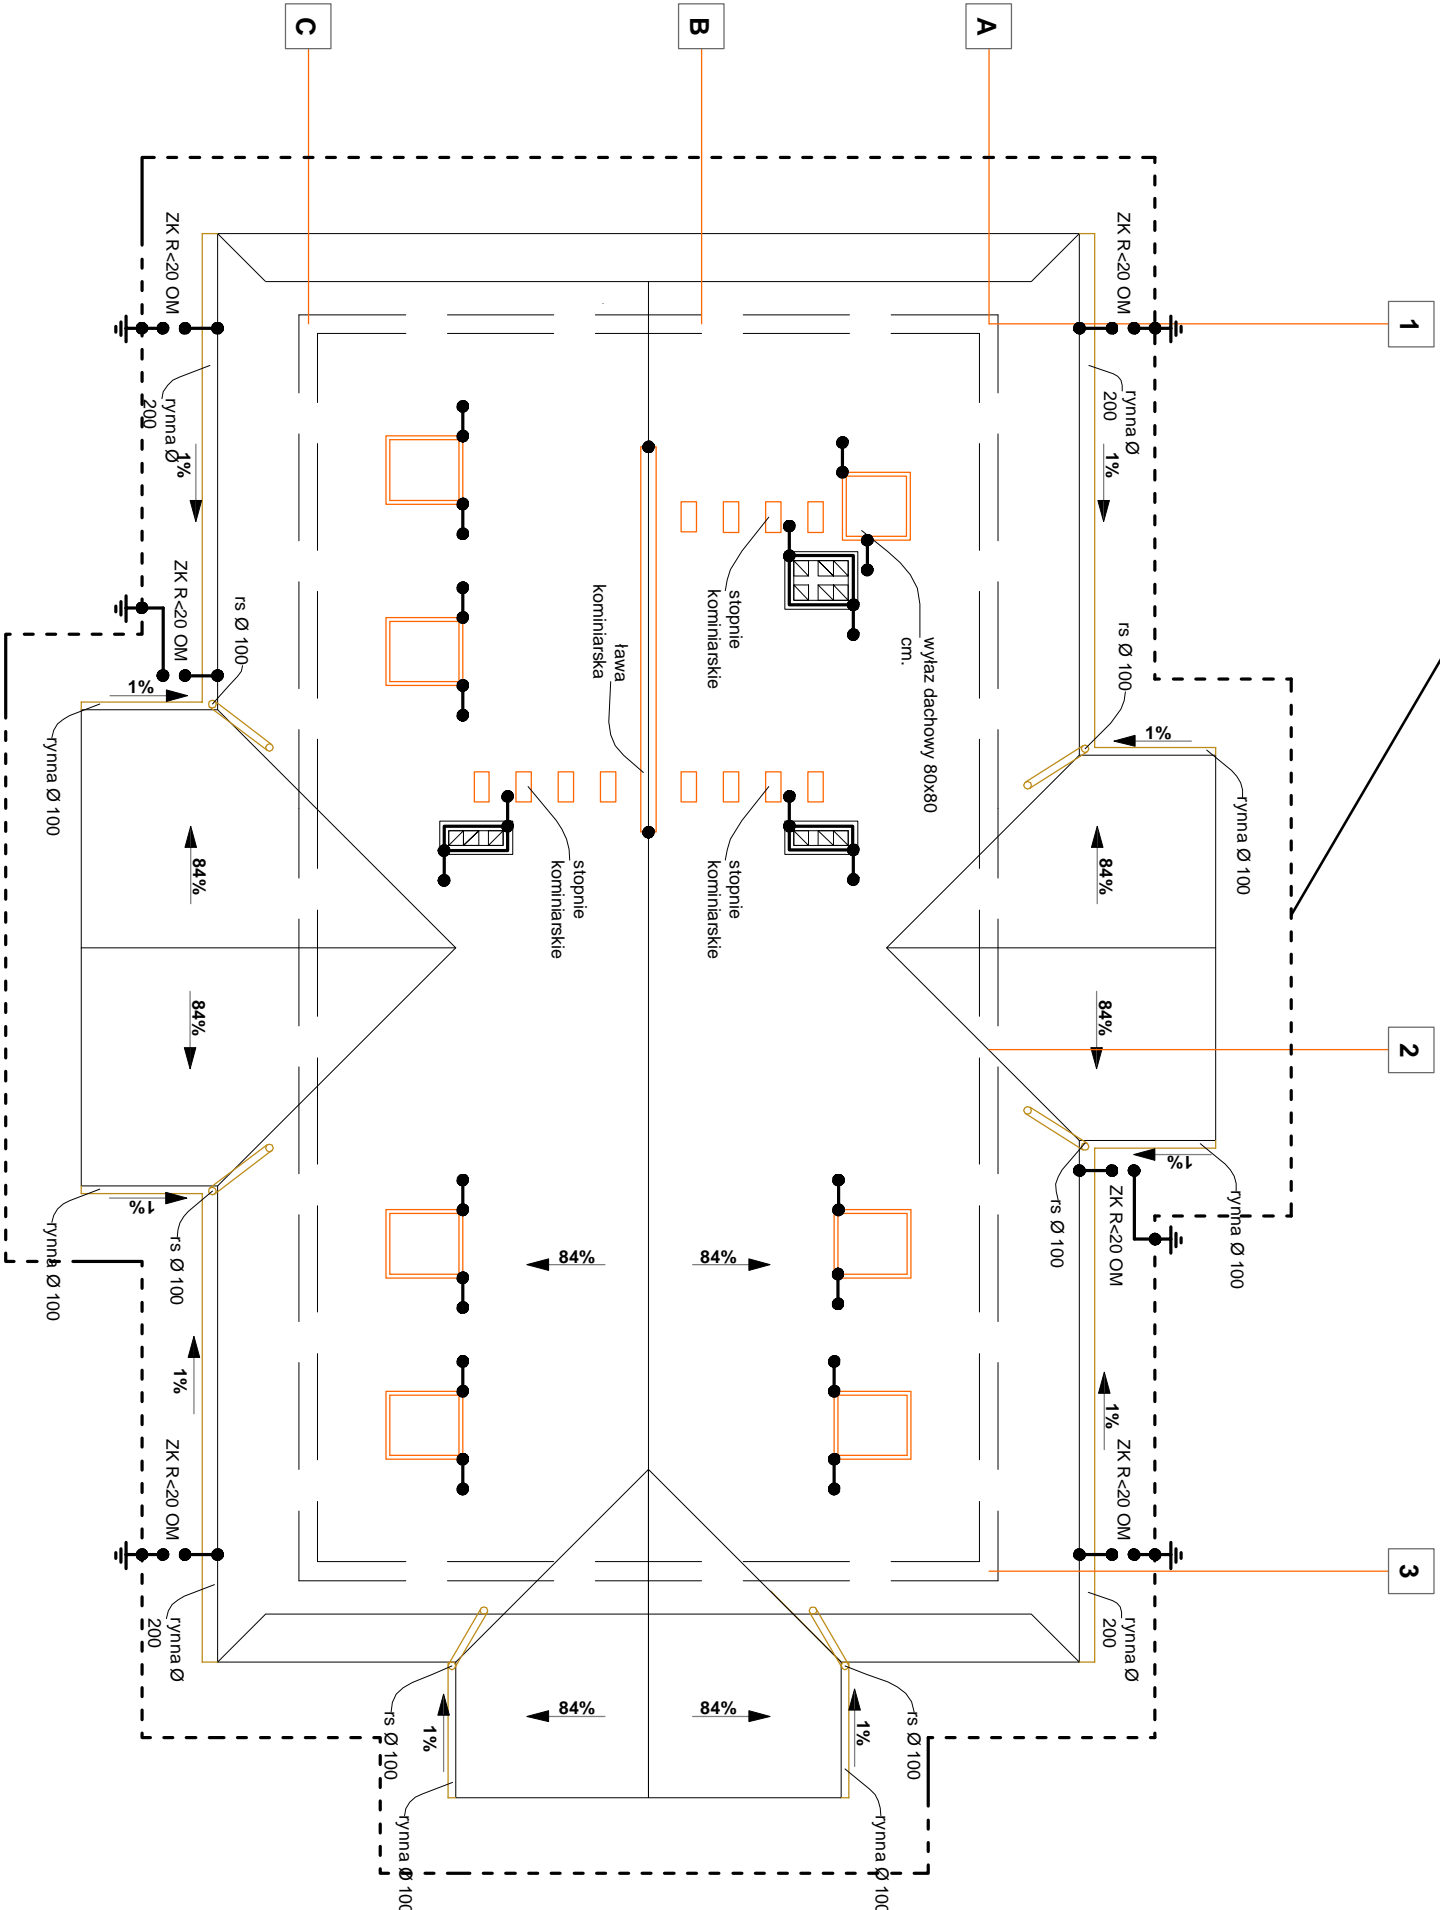 C
B
A
1
2
3
ZK R<20 OM
rynna Ø
200
1%
ZK R<20 OM
rs Ø 100
1%
rynna Ø 100
84%
84%
1%
rynna Ø 100
rs Ø 100
1%
ZK R<20 OM
rynna Ø
200
ZK R<20 OM
rynna Ø
200
1%
rs Ø 100
1%
rynna Ø 100
84%
84%
1%
rynna Ø 100
rs Ø 100
ZK R<20 OM
1%
ZK R<20 OM
rynna Ø
200
wyłaz dachowy 80x80
cm.
stopnie
kominiarskie
ława
kominiarska
stopnie
kominiarskie
stopnie
kominiarskie
84%
84%
84%
84%
rs Ø 100
1%
rynna Ø 100
rs Ø 100
1%
rynna Ø 100